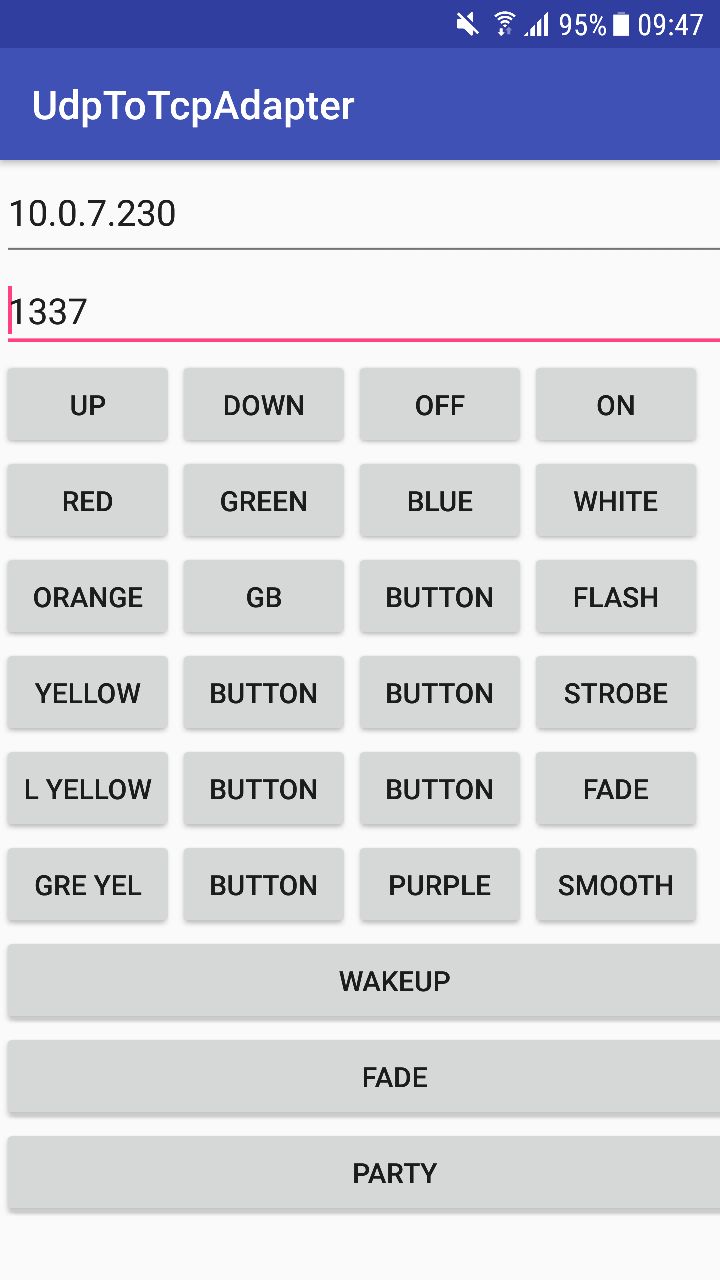 95% 09:47
UdpToTcpAdapter
10.0.7.230
1337
UP DOWN OFF ON
RED GREEN BLUE WHITE
ORANGE GB BUTTON FLASH
YELLOW BUTTON BUTTON STROBE
L YELLOW BUTTON BUTTON FADE
GRE YEL BUTTON PURPLE SMOOTH
WAKEUP
FADE
PARTY